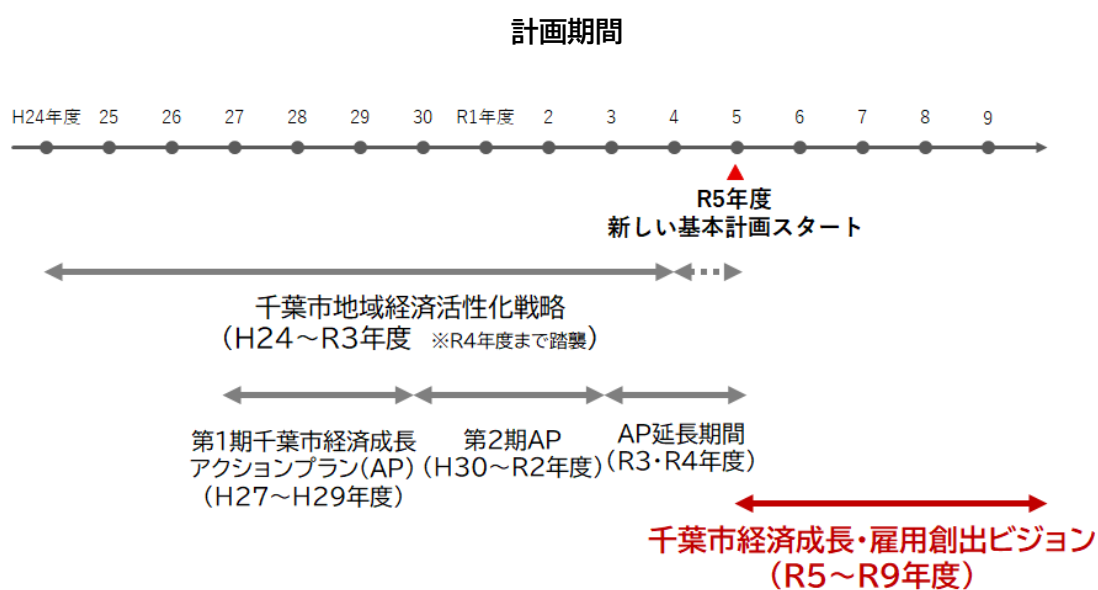 計画期間
H24年度 25 26 27 28 29 30 R1年度 2 3 4 5 6 7 8 9
R5年度
新しい基本計画スタート
千葉市地域経済活性化戦略
（H24～R3年度 ※R4年度まで踏襲）
第1期千葉市経済成長
アクションプラン（AP）
（H27～H29年度）
第2期AP
（H30～R2年度）
AP延長期間
（R3・R4年度）
千葉市経済成長・雇用創出ビジョン
（R5～R9年度）